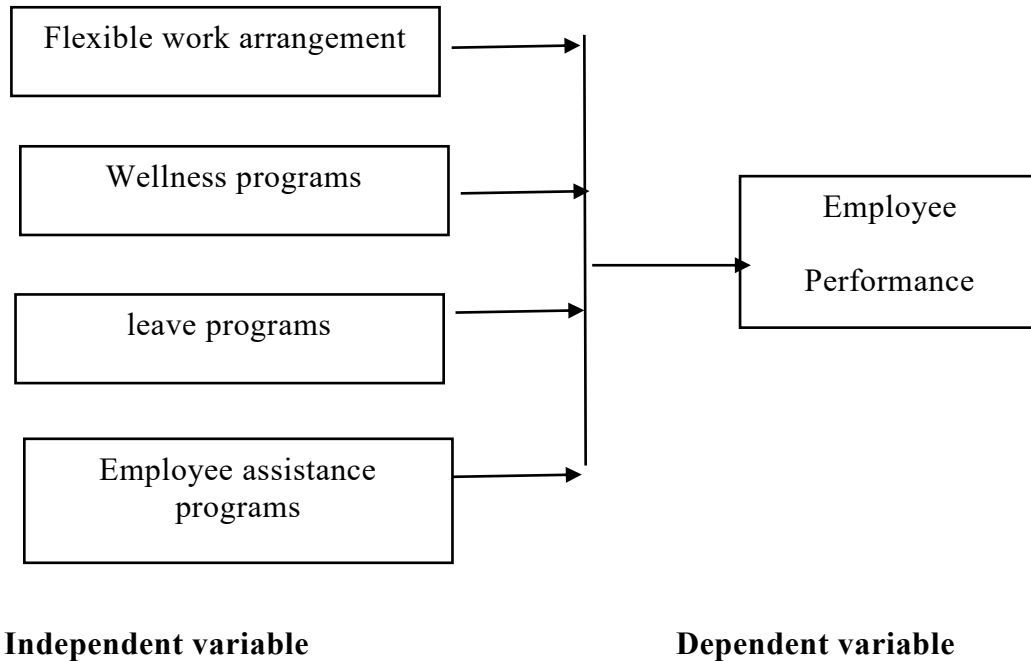 Flexible work arrangement
Wellness programs
leave programs
Employee assistance
programs
Employee
Performance
Independent variable
Dependent variable